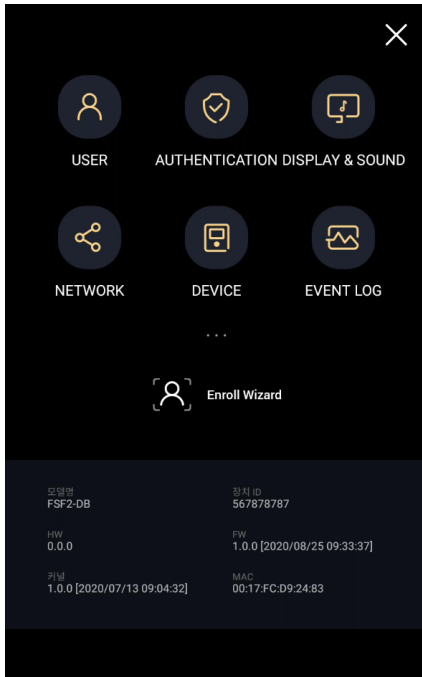 USER
AUTHENTICATION
DISPLAY & SOUND
NETWORK
DEVICE
EVENT LOG
...
Enroll Wizard
모델명
FSF2-DB
장치 ID
567878787
HW
0.0.0
FW
1.0.0 [2020/08/25 09:33:37]
커널
1.0.0 [2020/07/13 09:04:32]
MAC
00:17:FC:D9:24:83